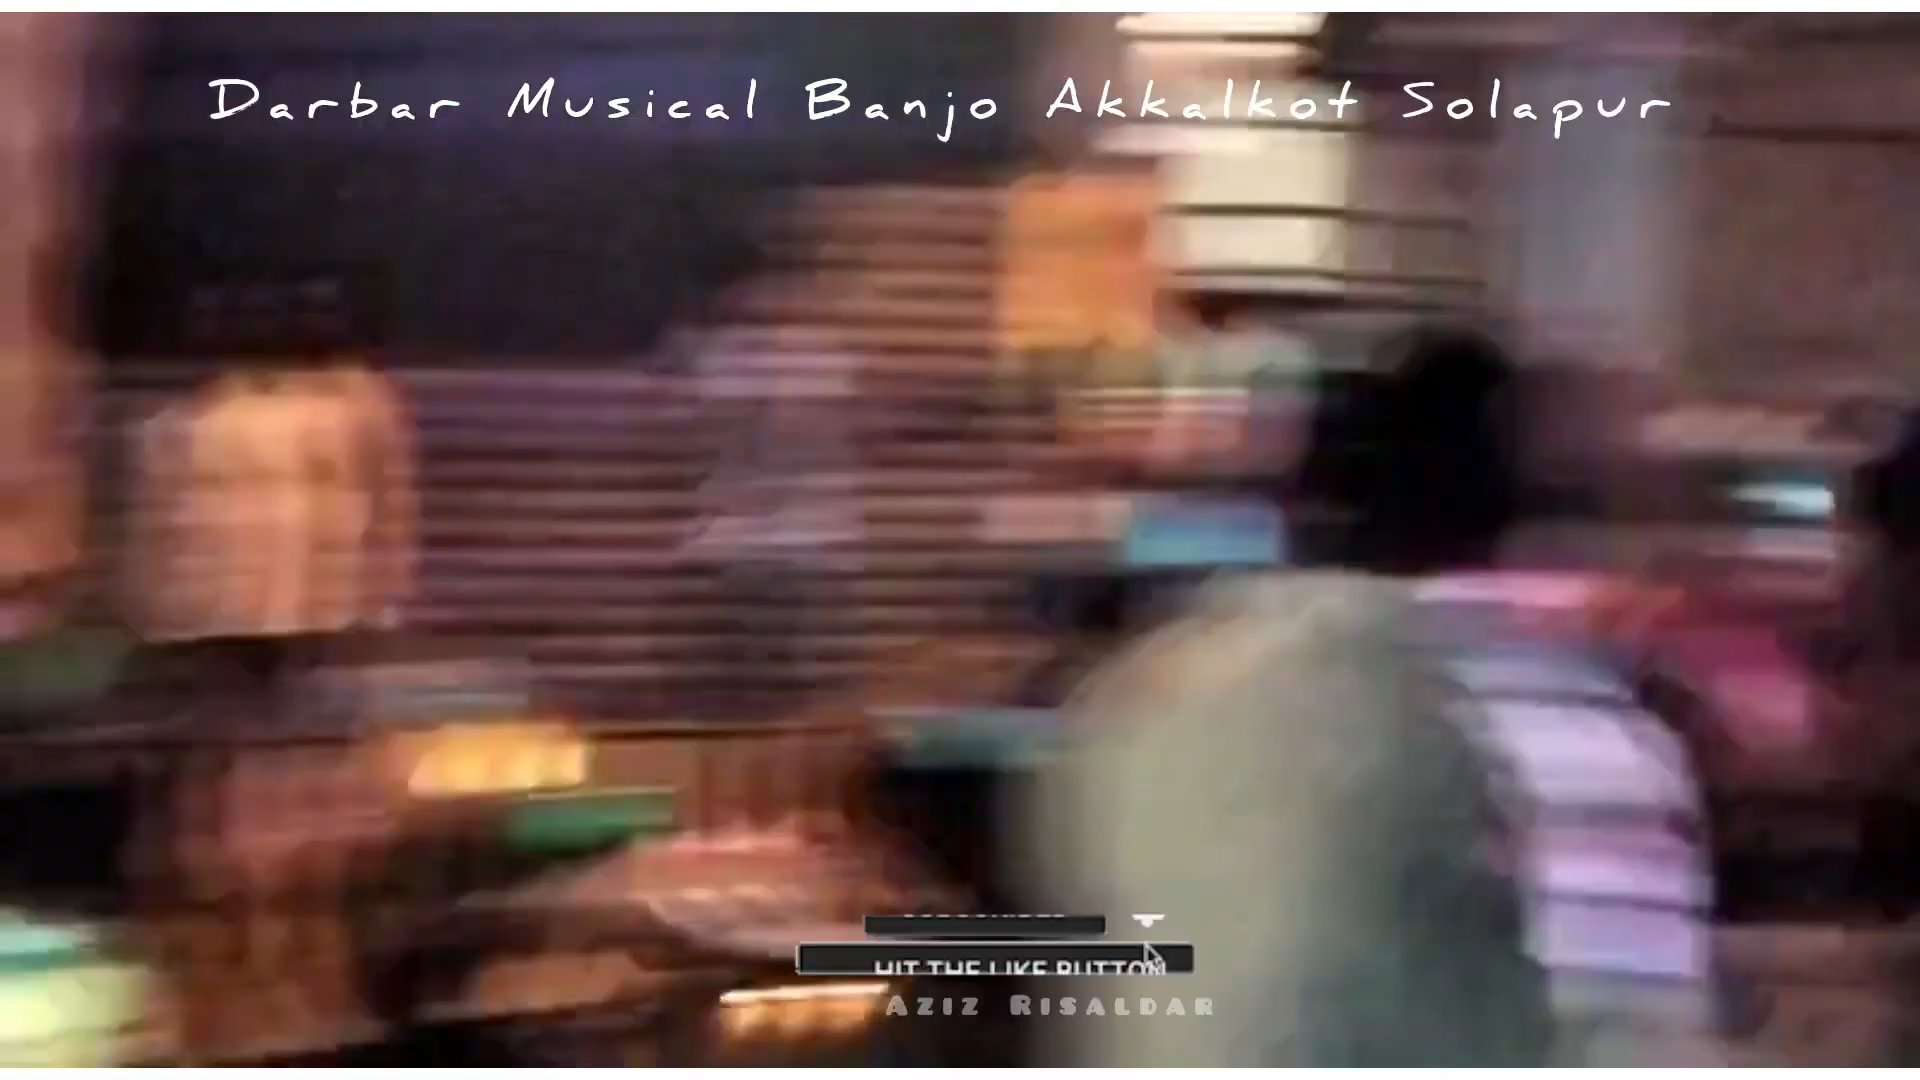 Darbar Musical Banjo Akkalkot Solapur
HIT THE LIKE BUTTON
Aziz Risaldar